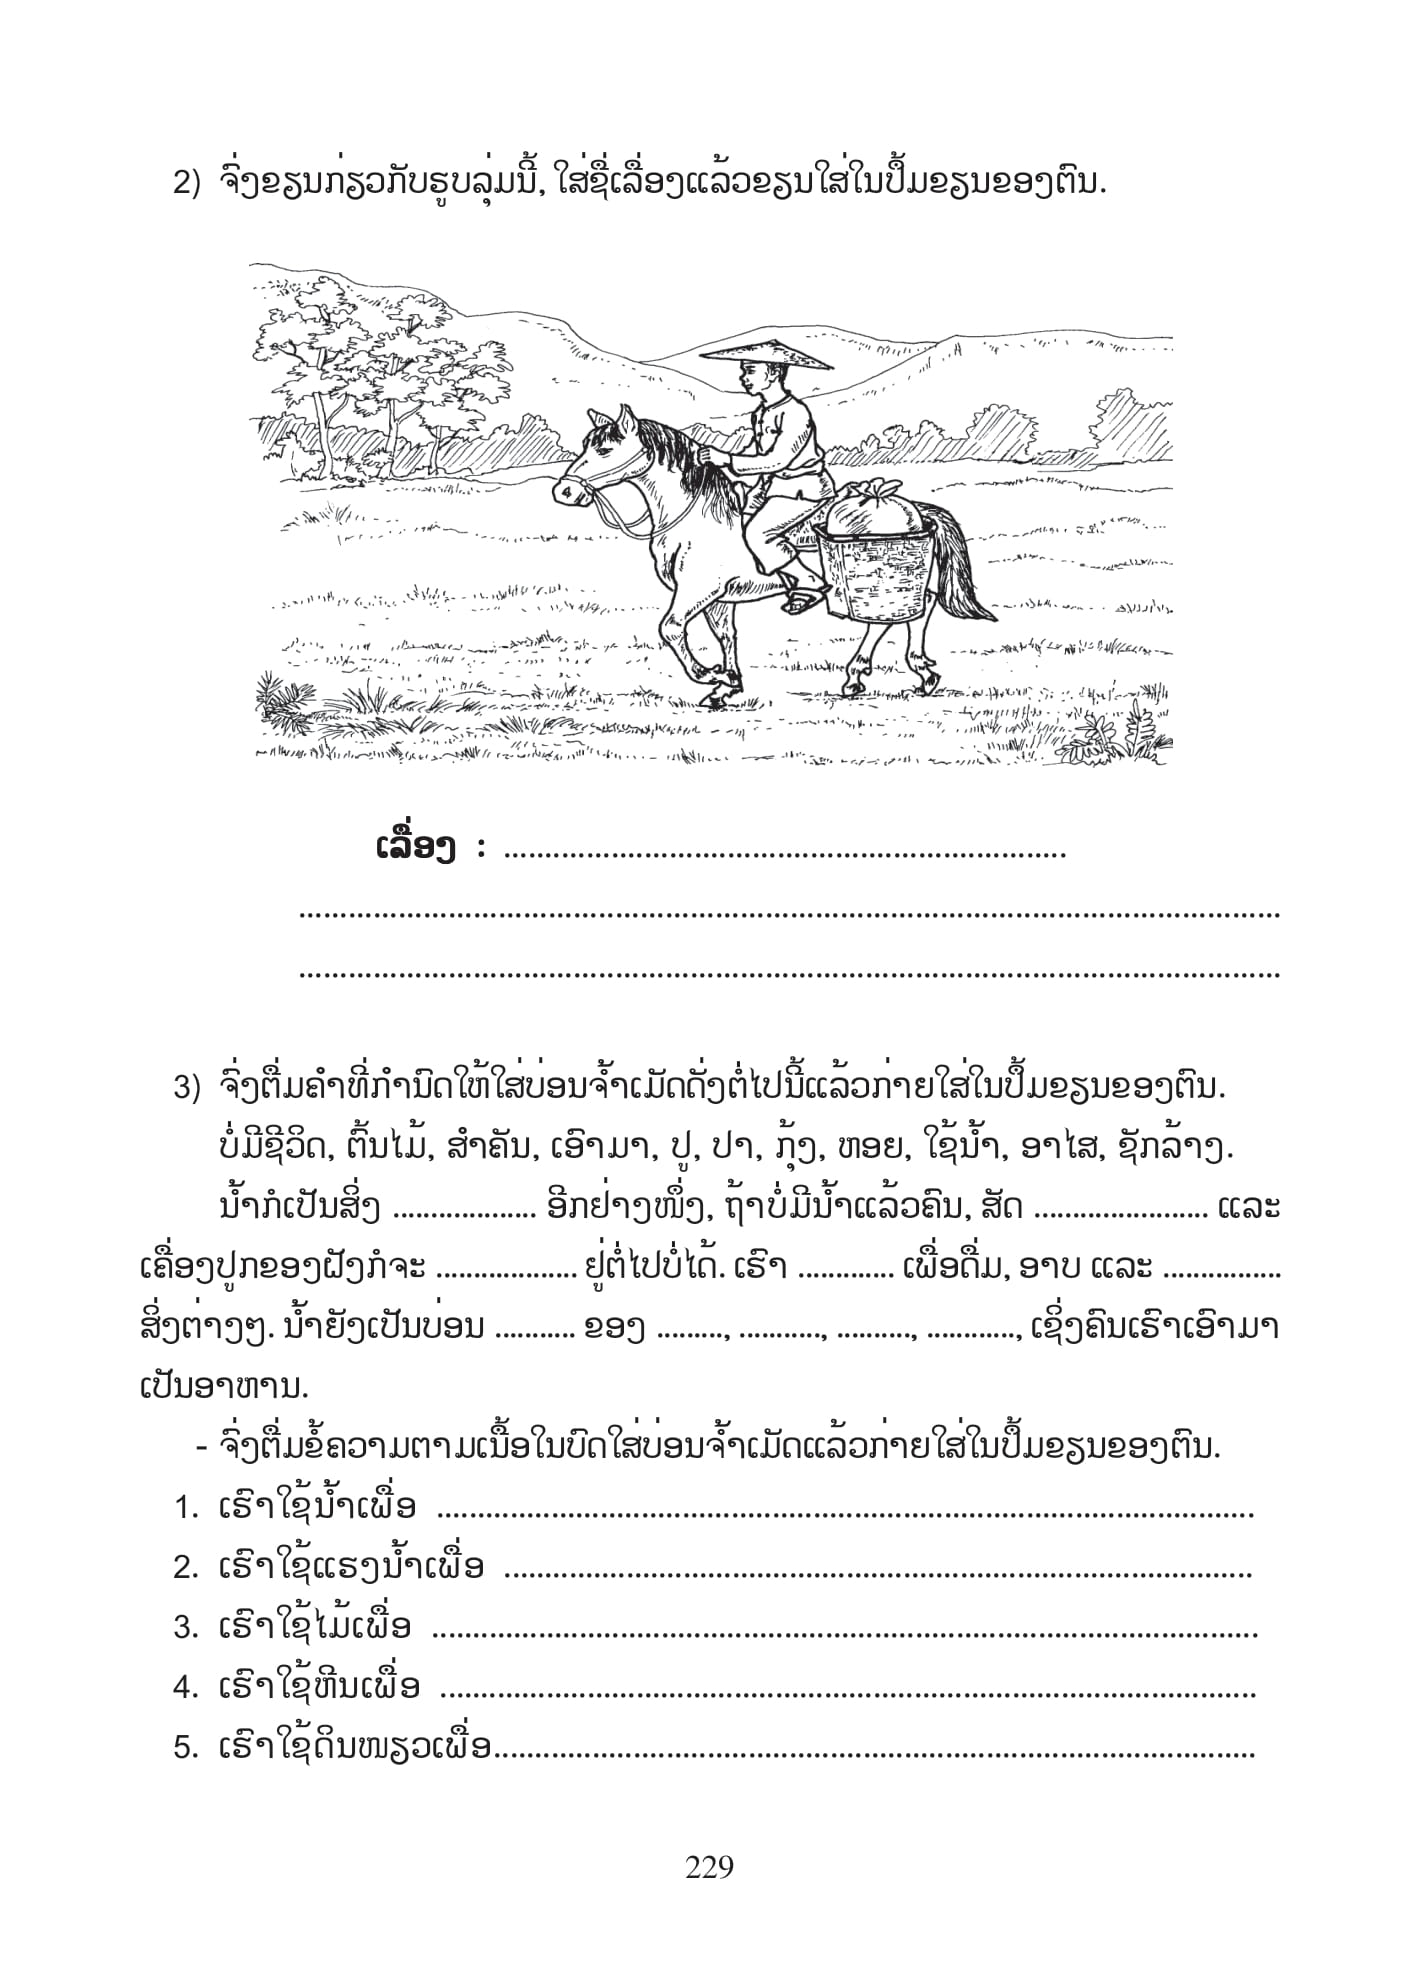 2) ຈົ່ງຂຽນກ່ຽວກັບຮູບລຸ່ມນີ້, ໃສ່ຊື່ເລື່ອງແລ້ວຂຽນໃສ່ໃນປຶ້ມຂຽນຂອງຕົນ.
ເລື່ອງ : ....................................................................
........................................................................................................................
........................................................................................................................
3) ຈົ່ງຕື່ມຄຳທີ່ກຳນົດໃຫ້ໃສ່ບ່ອນຈ້ຳເມັດດັ່ງຕໍ່ໄປນີ້ແລ້ວກ່າຍໃສ່ໃນປຶ້ມຂຽນຂອງຕົນ.
ບໍ່ມີຊີວິດ, ຕົ້ນໄມ້, ສຳຄັນ, ເອົາມາ, ປູ, ປາ, ກຸ້ງ, ຫອຍ, ໃຊ້ນ້ຳ, ອາໄສ, ຊັກລ້າງ.
ນ້ຳກໍເປັນສິ່ງ ................... ອີກຢ່າງໜຶ່ງ, ຖ້າບໍ່ມີນ້ຳແລ້ວຄົນ, ສັດ ....................... ແລະ
ເຄື່ອງປູກຂອງຝັງກໍຈະ ................... ຢູ່ຕໍ່ໄປບໍ່ໄດ້. ເຮົາ ............. ເພື່ອດື່ມ, ອາບ ແລະ ................
ສິ່ງຕ່າງໆ. ນ້ຳຍັງເປັນບ່ອນ ........... ຂອງ ........., ..........., .........., ............, ເຊິ່ງຄົນເຮົາເອົາມາ
ເປັນອາຫານ.
- ຈົ່ງຕື່ມຂໍ້ຄວາມຕາມເນື້ອໃນບົດໃສ່ບ່ອນຈ້ຳເມັດແລ້ວກ່າຍໃສ່ໃນປຶ້ມຂຽນຂອງຕົນ.
1. ເຮົາໃຊ້ນ້ຳເພື່ອ ....................................................................................................
2. ເຮົາໃຊ້ແຮງນ້ຳເພື່ອ ............................................................................................
3. ເຮົາໃຊ້ໄມ້ເພື່ອ .....................................................................................................
4. ເຮົາໃຊ້ຫີນເພື່ອ ....................................................................................................
5. ເຮົາໃຊ້ດິນໜຽວເພື່ອ.............................................................................................
229